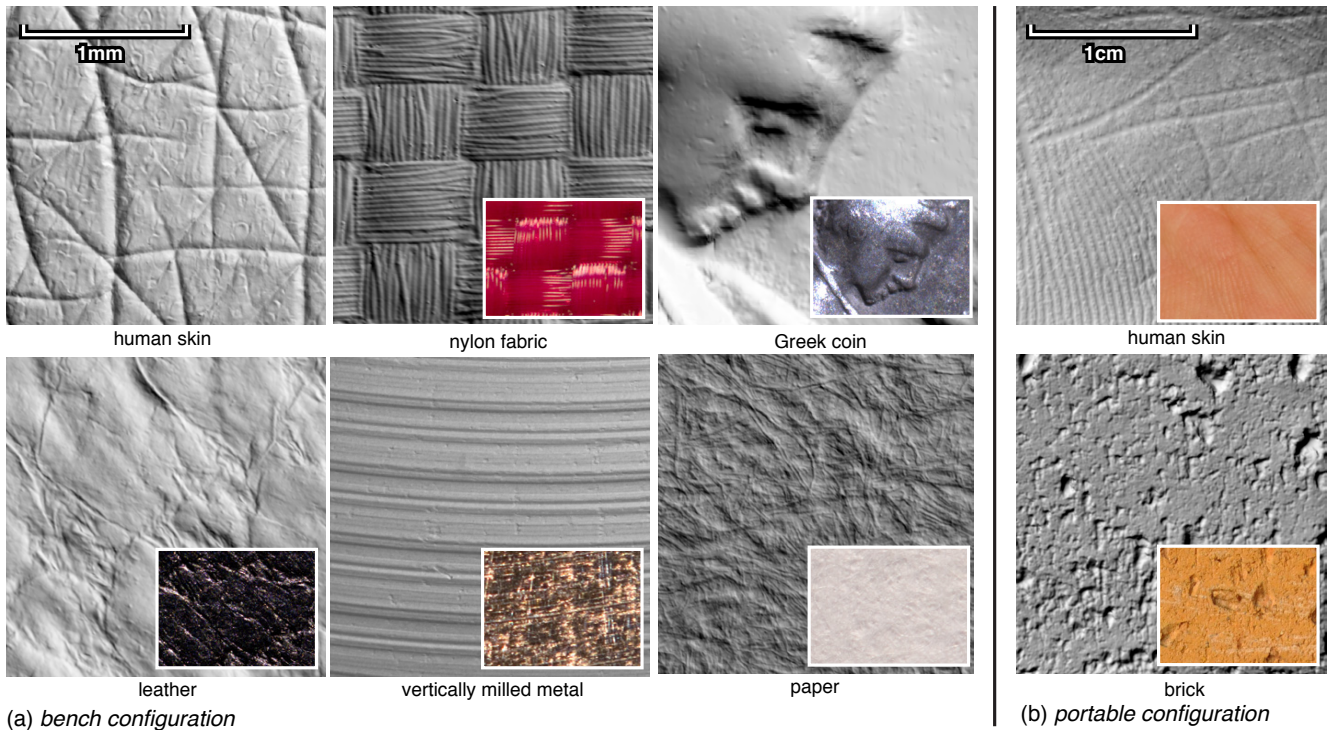 1mm
1cm
human skin
nylon fabric
Greek coin
human skin
leather
vertically milled metal
paper
brick
(a) bench configuration
(b) portable configuration